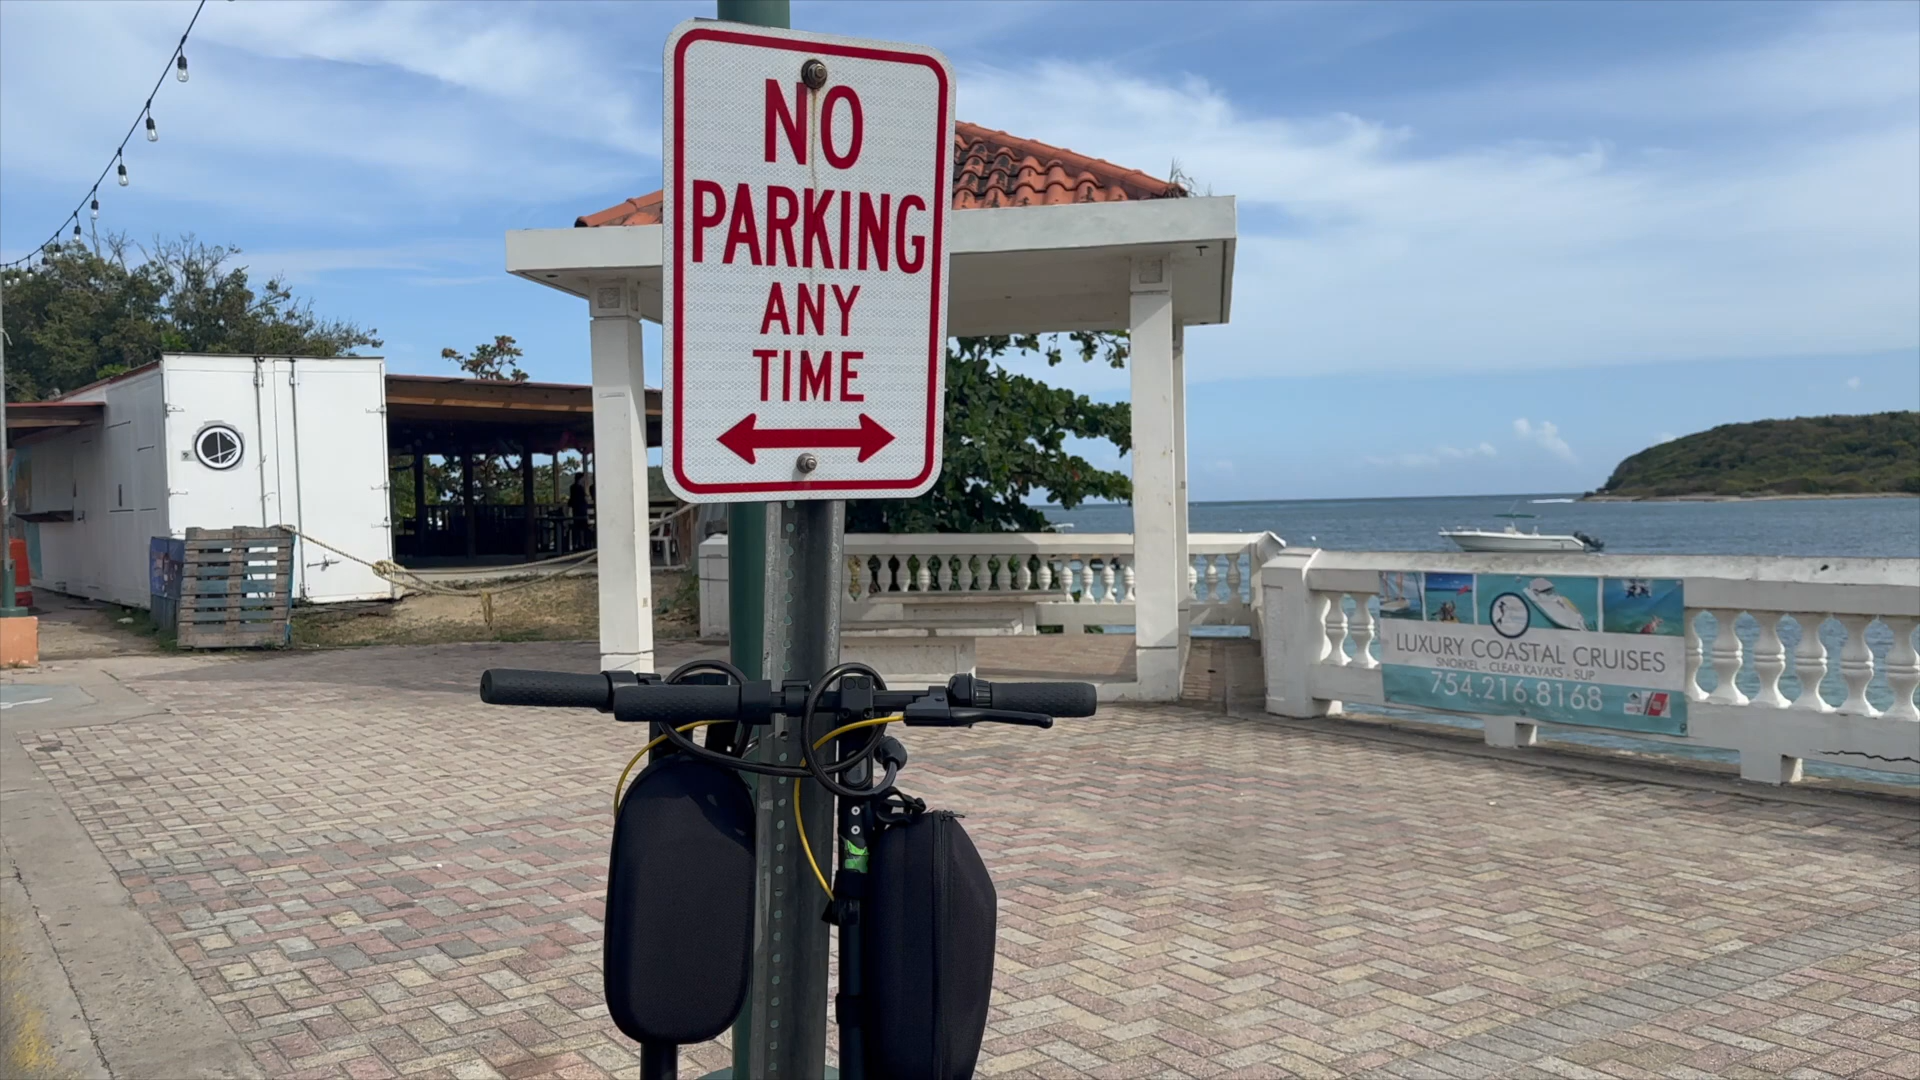 NO
PARKING
ANY
TIME
LUXURY COASTAL CRUISES
SNORKEL - CLEAR KAYAKS - SUP
754.216.8168